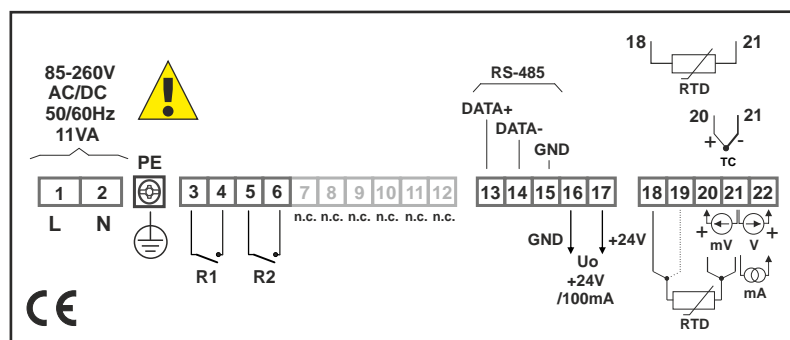 85-260V
AC/DC
50/60Hz
11VA
PE
1 2
L N
3 4 5 6 7 8 9 10 11 12
n.c. n.c. n.c. n.c. n.c. n.c.
R1 R2
RS-485
DATA+
DATA-
GND
13 14 15 16 17
GND +24V
Uo
+24V
/100mA
18 21
RTD
20 21
+ -
TC
18 19 20 21 22
+ mV V +
mA
RTD
CE